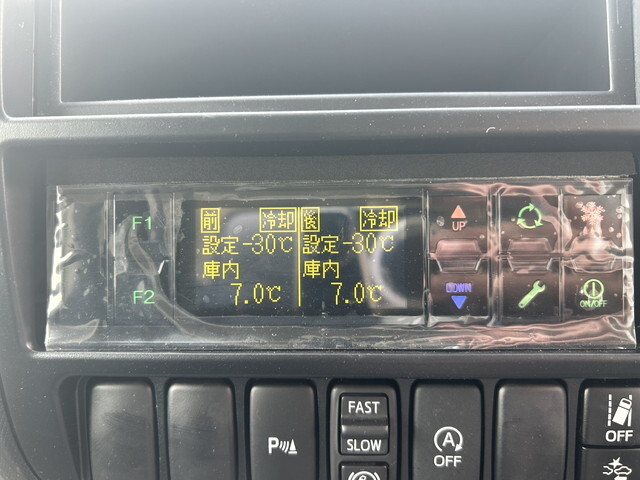 F1
F2
前 冷却
設定-30℃
庫内
7.0℃
後 冷却
設定-30℃
庫内
7.0℃
UP
ON/OFF
P
FAST
SLOW
A
OFF
OFF